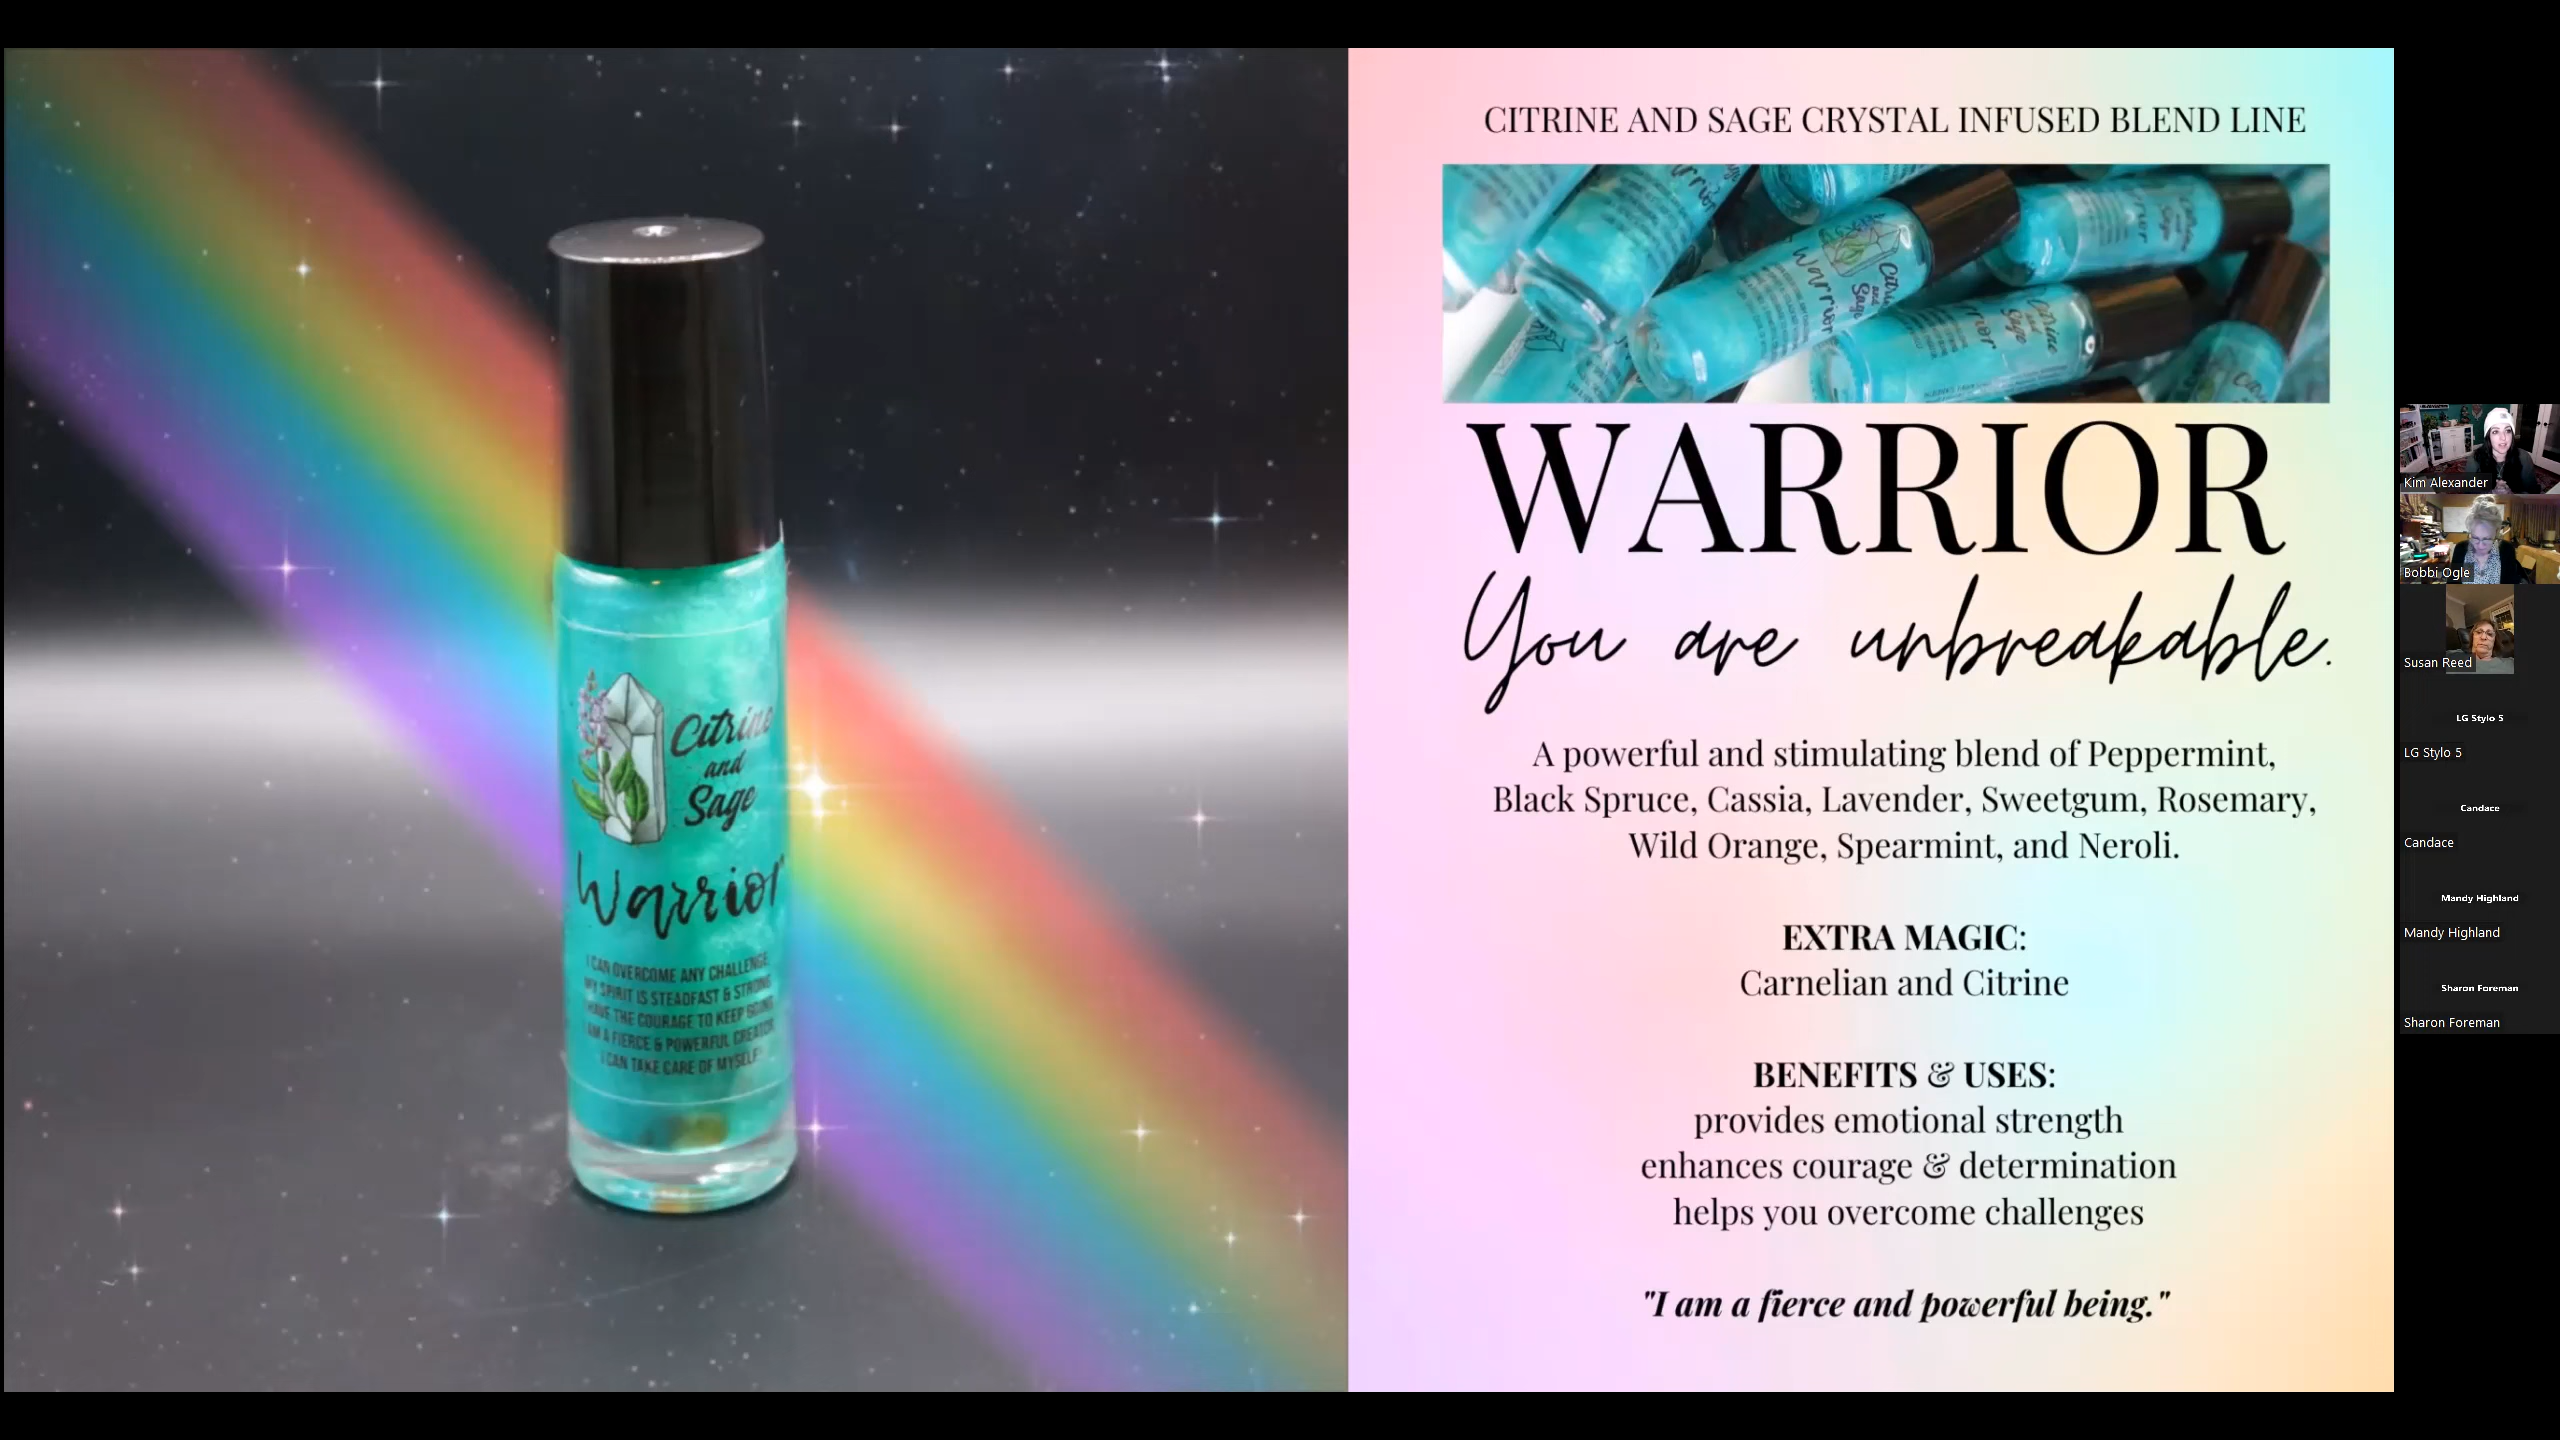 Citrine
and
Sage
Warrior
I CAN OVERCOME ANY CHALLENGE
MY SPIRIT IS STEADFAST & STRONG
I HAVE THE COURAGE TO KEEP GOING
I AM A FIERCE & POWERFUL CREATOR
I CAN TAKE CARE OF MYSELF
CITRINE AND SAGE CRYSTAL INFUSED BLEND LINE
Warrior
Citrine
and
Sage
WARRIOR
You are unbreakable.
A powerful and stimulating blend of Peppermint,
Black Spruce, Cassia, Lavender, Sweetgum, Rosemary,
Wild Orange, Spearmint, and Neroli.
EXTRA MAGIC:
Carnelian and Citrine
BENEFITS & USES:
provides emotional strength
enhances courage & determination
helps you overcome challenges
"I am a fierce and powerful being."
Kim Alexander
Bobbi Ogle
Susan Reed
LG Stylo 5
LG Stylo 5
Candace
Candace
Mandy Highland
Mandy Highland
Sharon Foreman
Sharon Foreman